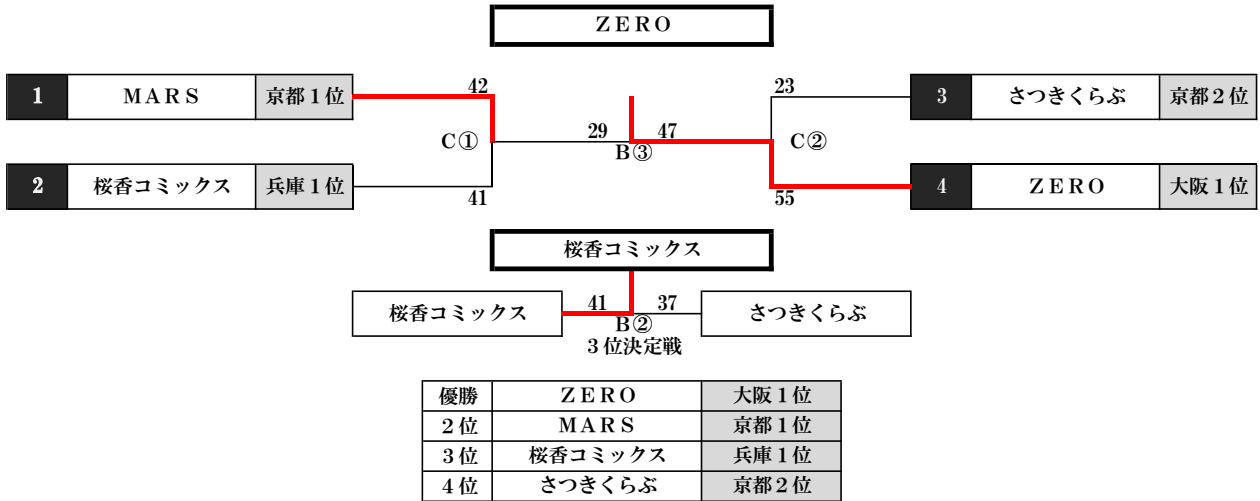 ＺＥＲＯ
42 23
1 ＭＡＲＳ 京都１位 3 さつきくらぶ 京都２位
C① 29 47 C②
B③
2 桜香コミックス 兵庫１位 4 ＺＥＲＯ 大阪１位
41 55
桜香コミックス
桜香コミックス 41 37 さつきくらぶ
B②
３位決定戦
優勝 ＺＥＲＯ 大阪１位
２位 ＭＡＲＳ 京都１位
３位 桜香コミックス 兵庫１位
４位 さつきくらぶ 京都２位